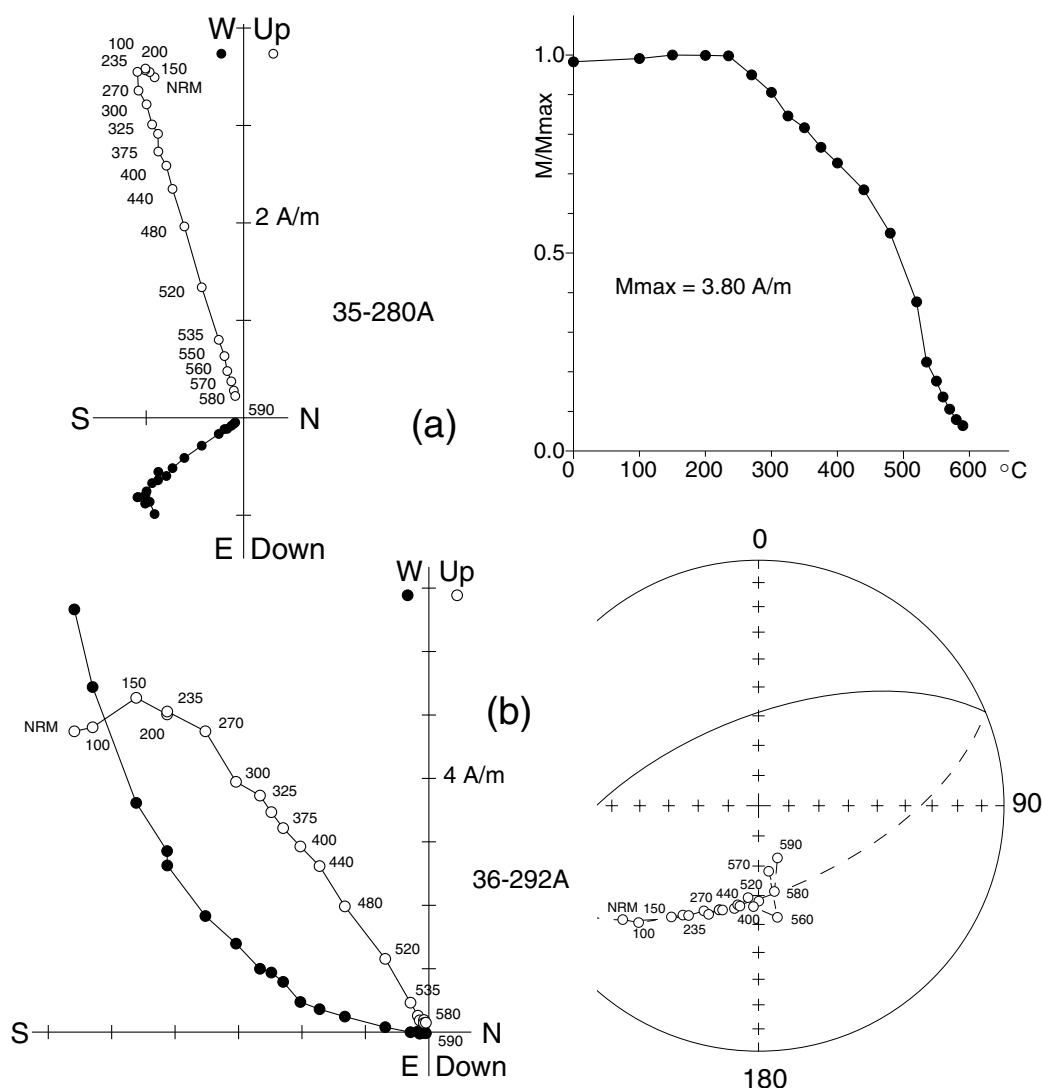 W Up
100
200
235
150
NRM
270
300
325
375
400
440
2 A/m
480
520
35-280A
535
550
560
570
580
590
S N
(a)
E Down
1.0
M/Mmax
0.5
Mmax = 3.80 A/m
0.0
0 100 200 300 400 500 600 °C
W Up
150
235
NRM
100
200
270
(b)
300
4 A/m
325
375
400
440
36-292A
480
520
535
580
S N
590
E Down
0
90
590
570
520
580
440
270
NRM 150
100
235
400
560
180